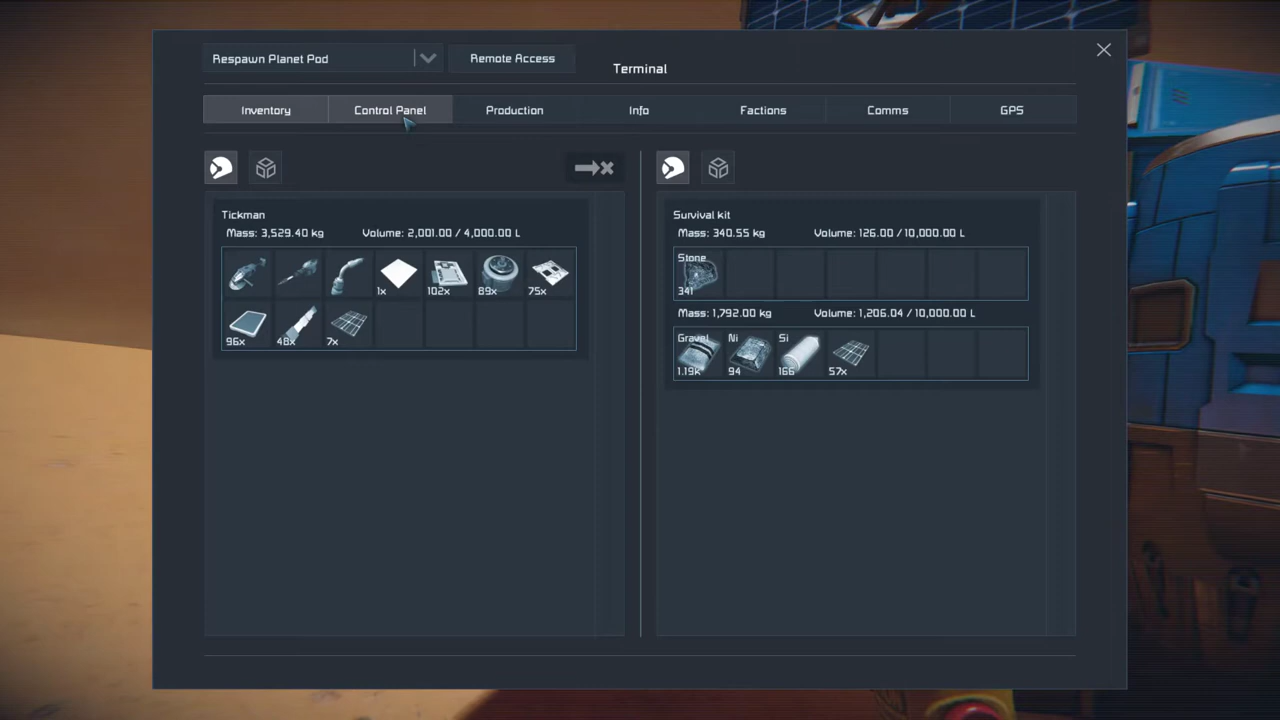 Respawn Planet Pod
Remote Access
Terminal
Inventory
Control Panel
Production
Info
Factions
Comms
GPS
Tickman
Mass: 3,529.40 kg
Volume: 2,001.00 / 4,000.00 L
1x
102x
89x
75x
96x
48x
7x
Survival kit
Mass: 340.55 kg
Volume: 126.00 / 10,000.00 L
Stone
341
Mass: 1,792.00 kg
Volume: 1,206.04 / 10,000.00 L
Gravel
Ni
Si
1.19K
94
166
57x